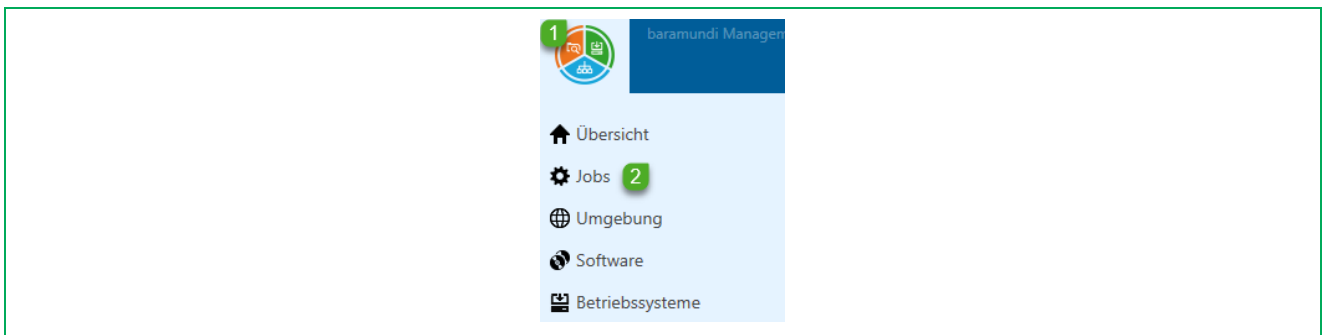 1
baramundi Managem
Übersicht
Jobs 2
Umgebung
Software
Betriebssysteme